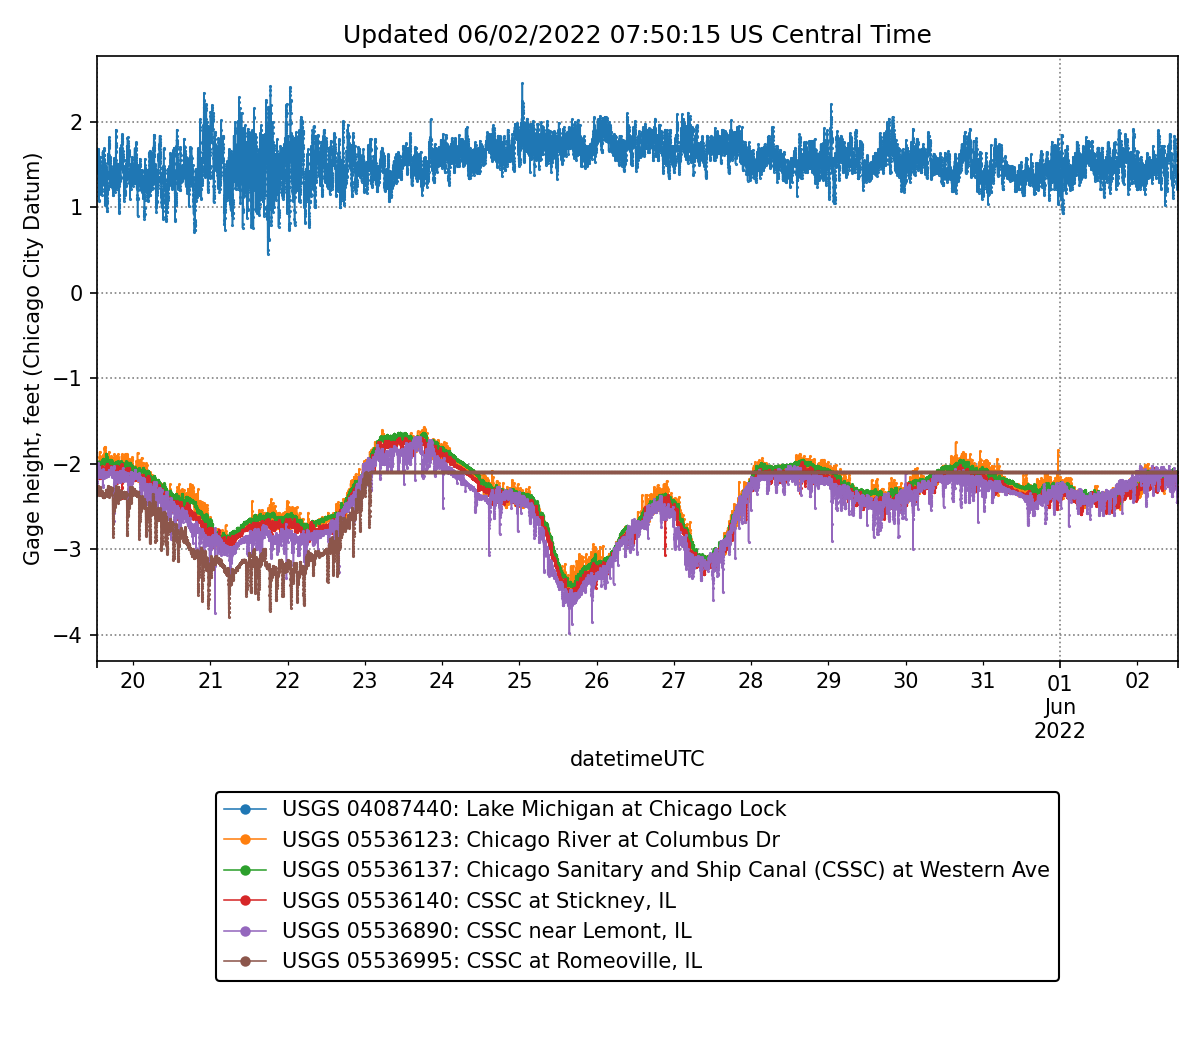 Updated 06/02/2022 07:50:15 US Central Time
Gage height, feet (Chicago City Datum)
2
1
0
−1
−2
−3
−4
20 21 22 23 24 25 26 27 28 29 30 31 01 02
Jun
2022
datetimeUTC
USGS 04087440: Lake Michigan at Chicago Lock
USGS 05536123: Chicago River at Columbus Dr
USGS 05536137: Chicago Sanitary and Ship Canal (CSSC) at Western Ave
USGS 05536140: CSSC at Stickney, IL
USGS 05536890: CSSC near Lemont, IL
USGS 05536995: CSSC at Romeoville, IL